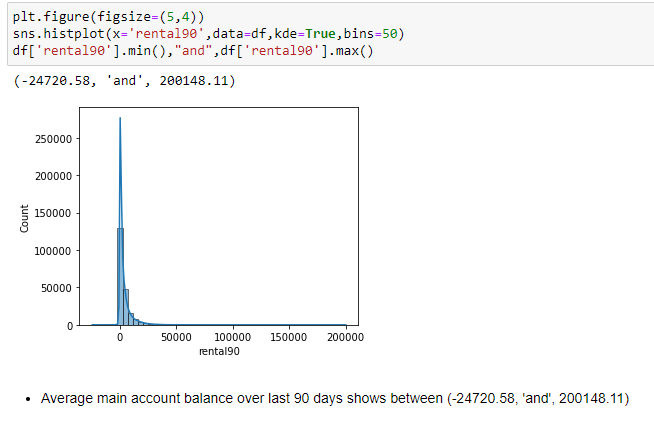 plt.figure(figsize=(5,4))
sns.histplot(x='rental90',data=df,kde=True,bins=50)
df['rental90'].min(),"and",df['rental90'].max()
(-24720.58, 'and', 200148.11)
250000
200000
150000
100000
50000
0
Count
0 50000 100000 150000 200000
rental90
• Average main account balance over last 90 days shows between (-24720.58, 'and', 200148.11)